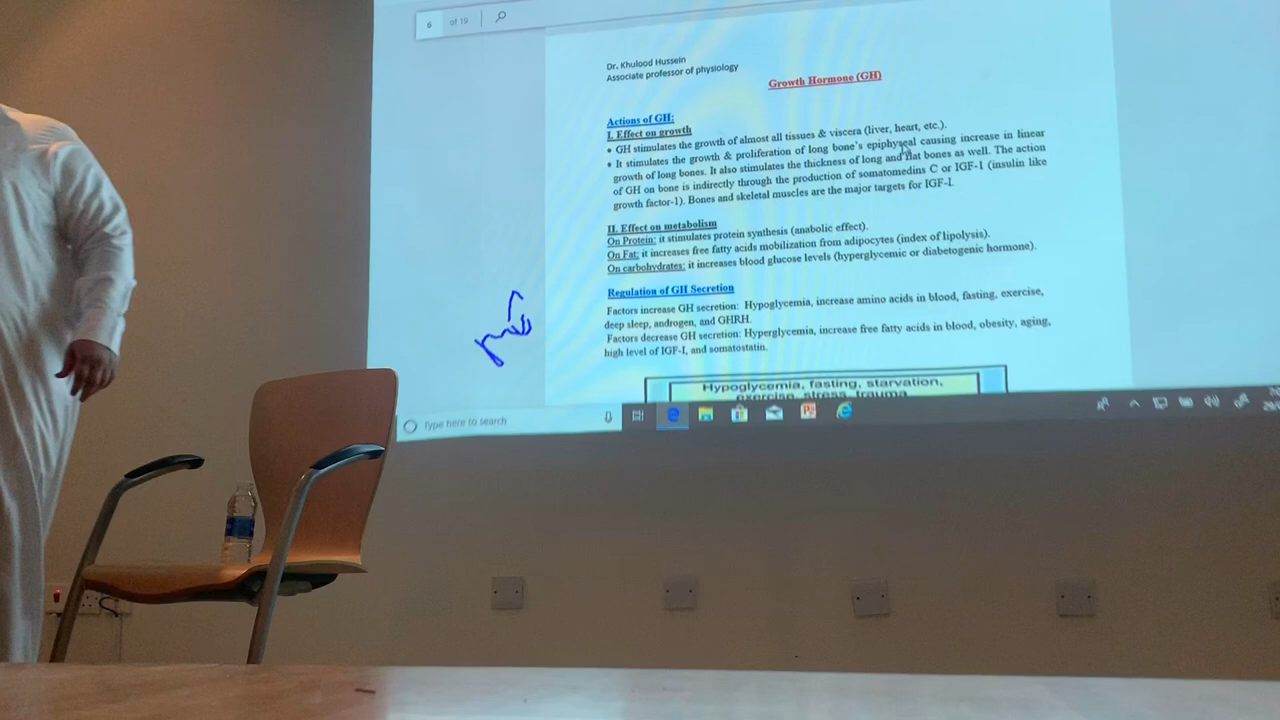 6 of 19
Dr. Khulood Hussein
Associate professor of physiology
Growth Hormone (GH)
Actions of GH:
I. Effect on growth
• GH stimulates the growth of almost all tissues & viscera (liver, heart, etc.).
• It stimulates the growth & proliferation of long bone's epiphyseal causing increase in linear
growth of long bones. It also stimulates the thickness of long and flat bones as well. The action
of GH on bone is indirectly through the production of somatomedins C or IGF-1 (insulin like
growth factor-1). Bones and skeletal muscles are the major targets for IGF-I.
II. Effect on metabolism
On Protein: it stimulates protein synthesis (anabolic effect).
On Fat: it increases free fatty acids mobilization from adipocytes (index of lipolysis).
On carbohydrates: it increases blood glucose levels (hyperglycemic or diabetogenic hormone).
Regulation of GH Secretion
Factors increase GH secretion: Hypoglycemia, increase amino acids in blood, fasting, exercise,
deep sleep, androgen, and GHRH.
Factors decrease GH secretion: Hyperglycemia, increase free fatty acids in blood, obesity, aging,
high level of IGF-I, and somatostatin.
Hypoglycemia, fasting, starvation,
exercise, stress, trauma
Type here to search